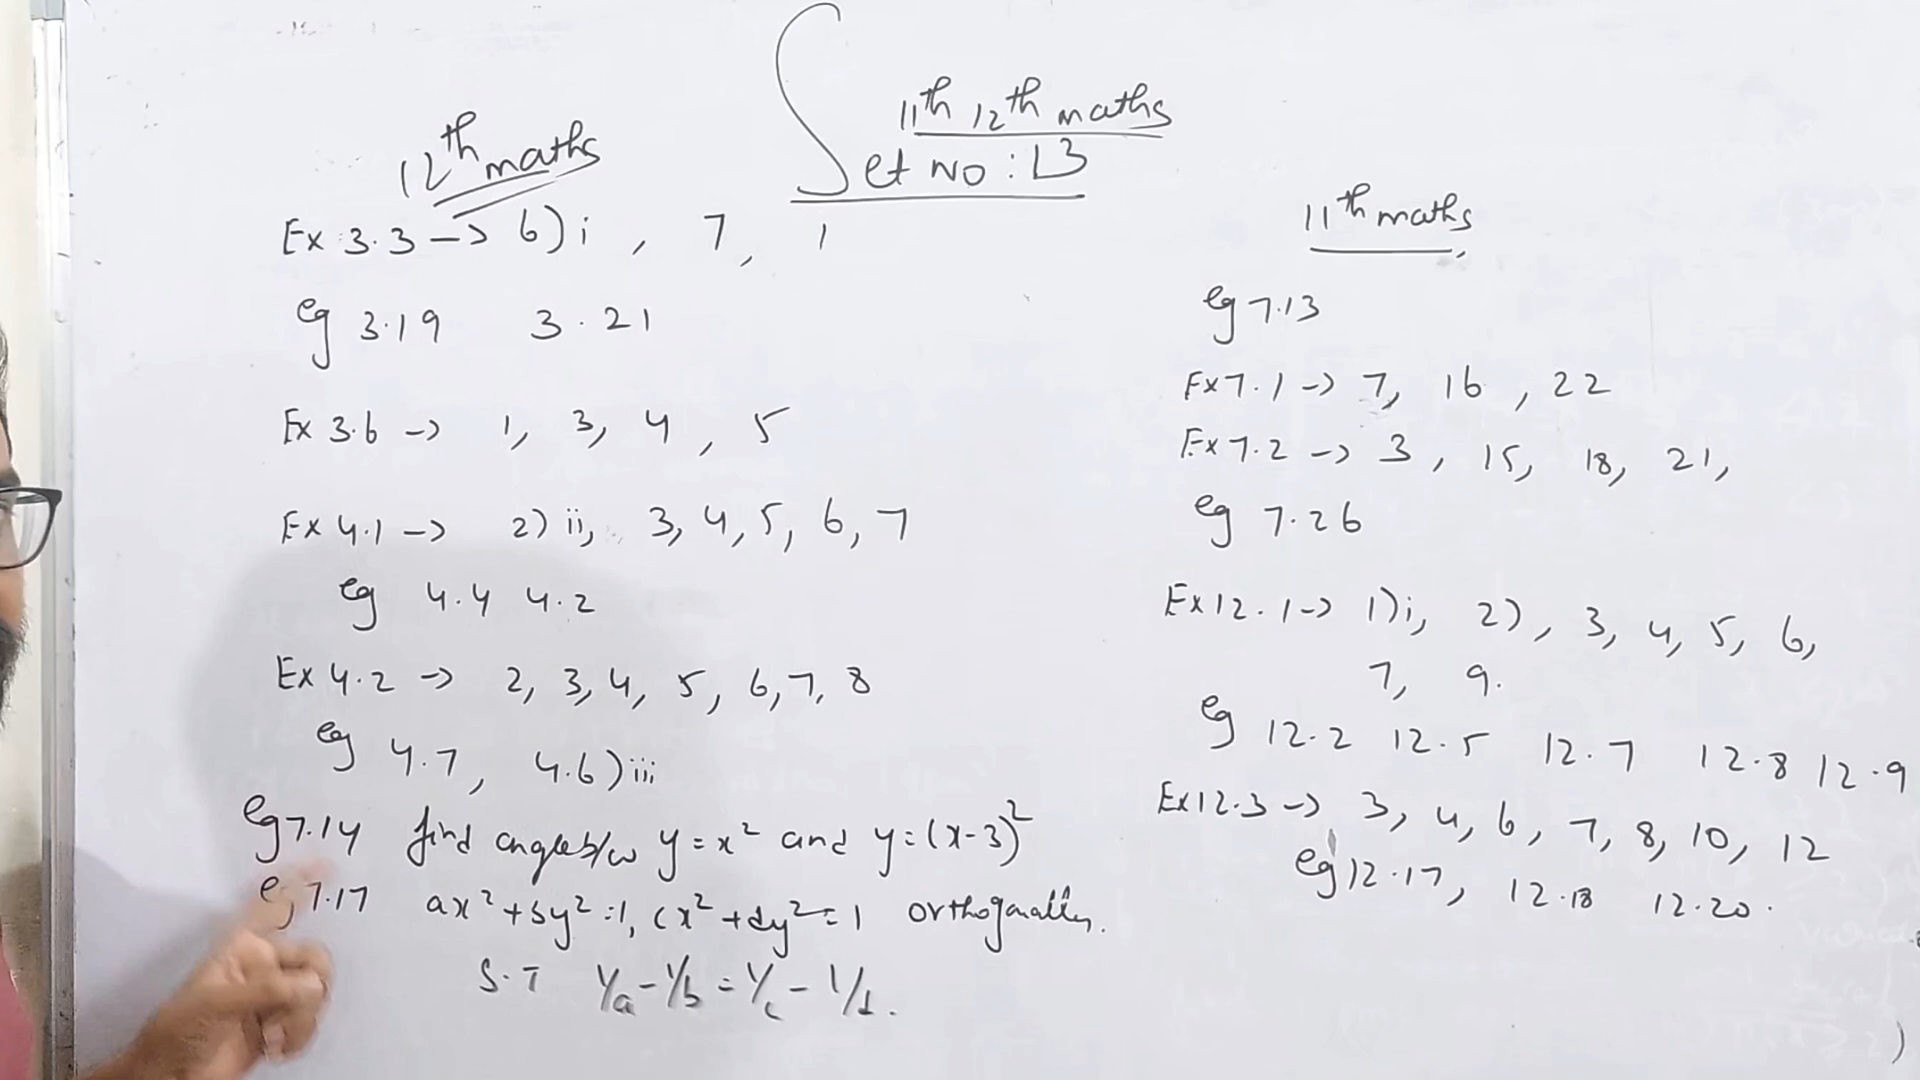 11th 12th maths
Set no : 13
12th maths
Ex 3.3 -> 6) i , 7, 1
eg 3.19 3.21
Ex 3.6 -> 1, 3, 4, 5
Ex 4.1 -> 2) ii, 3, 4, 5, 6, 7
eg 4.4 4.2
Ex 4.2 -> 2, 3, 4, 5, 6, 7, 8
eg 4.7, 4.6) iii
eg 7.14 find angle b/w y = x² and y = (x-3)²
eg 7.17 ax² + by² = 1, cx² + dy² = 1 orthogonally.
S.T 1/a - 1/b = 1/c - 1/d.
11th maths
eg 7.13
Ex 7.1 -> 7, 16, 22
Ex 7.2 -> 3, 15, 18, 21,
eg 7.26
Ex 12.1 -> 1) i, 2), 3, 4, 5, 6,
7, 9.
eg 12.2 12.5 12.7 12.8 12.9
Ex 12.3 -> 3, 4, 6, 7, 8, 10, 12
eg 12.17, 12.18 12.20.